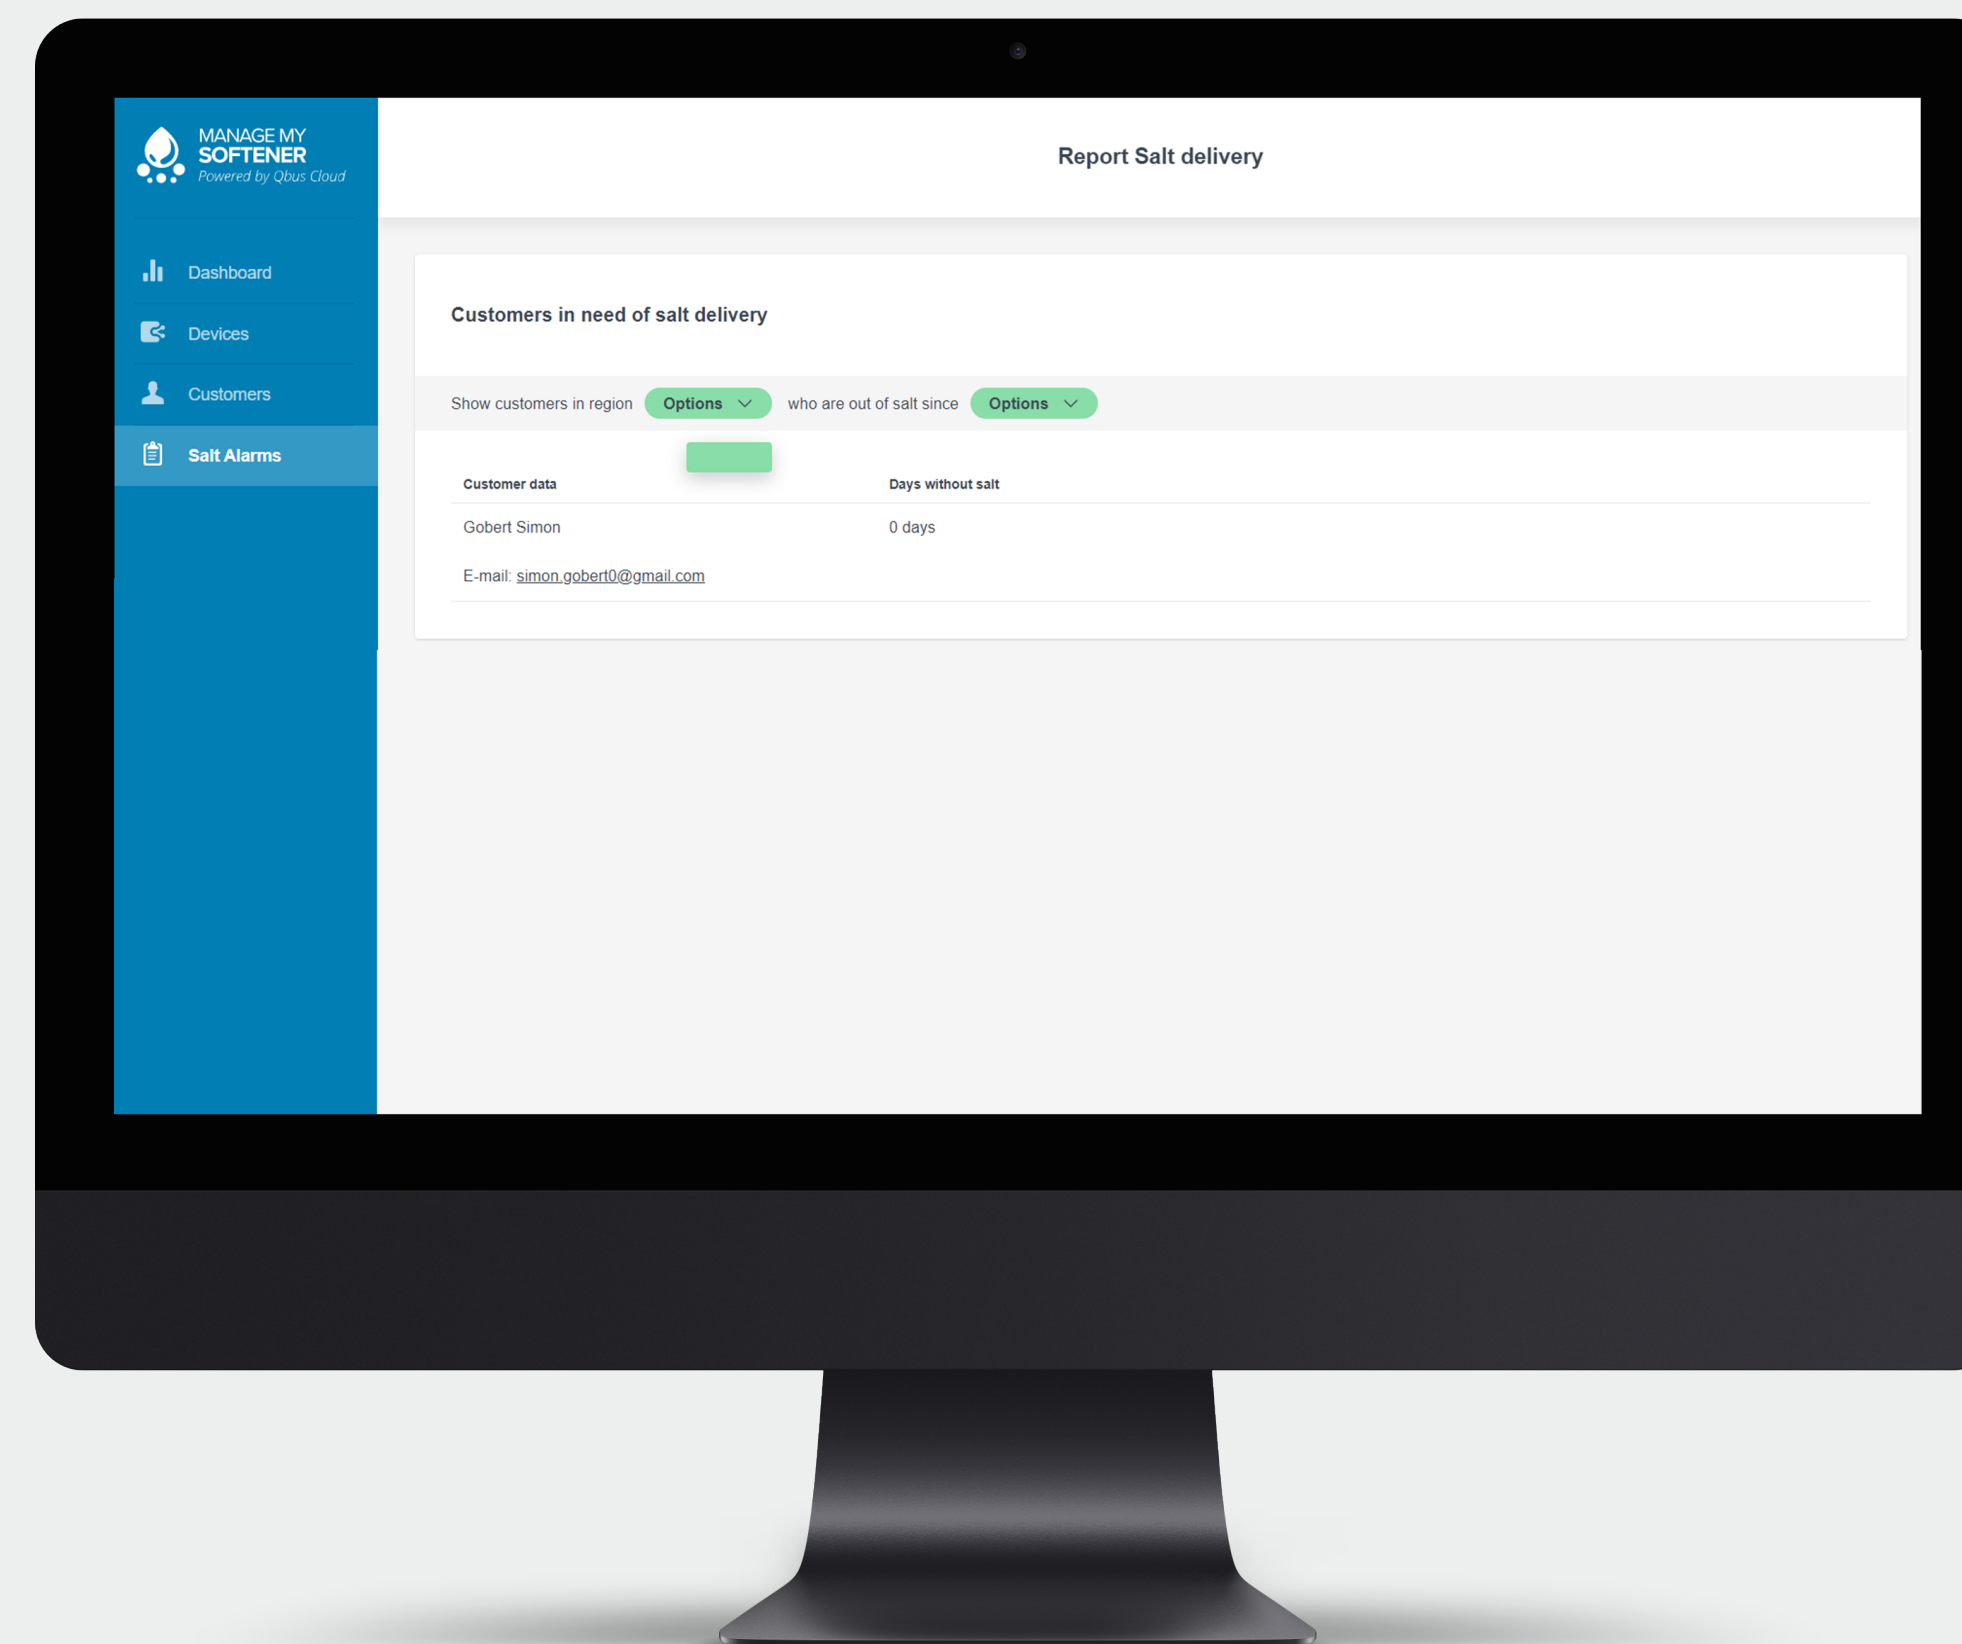 MANAGE MY
SOFTENER
Powered by Qbus Cloud
Dashboard
Devices
Customers
Salt Alarms
Report Salt delivery
Customers in need of salt delivery
Show customers in region Options who are out of salt since Options
Customer data Days without salt
Gobert Simon 0 days
E-mail: simon.gobert0@gmail.com